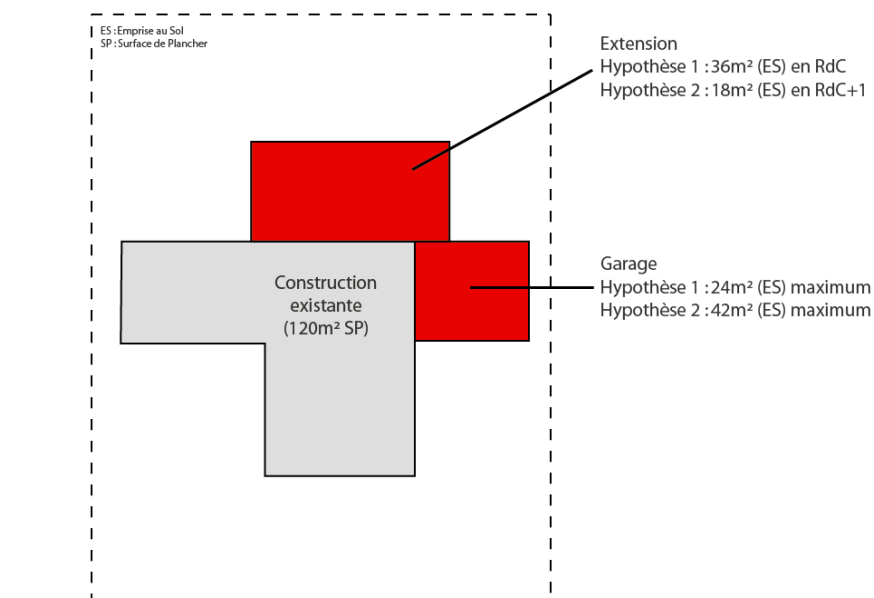 ES : Emprise au Sol
SP : Surface de Plancher
Extension
Hypothèse 1 : 36m² (ES) en RdC
Hypothèse 2 : 18m² (ES) en RdC+1
Construction
existante
(120m² SP)
Garage
Hypothèse 1 : 24m² (ES) maximum
Hypothèse 2 : 42m² (ES) maximum